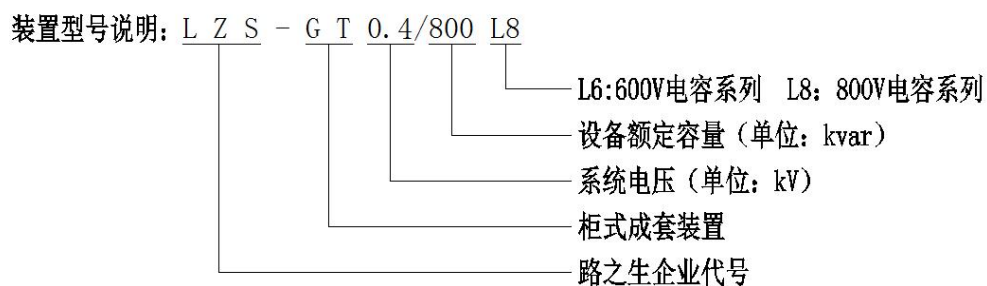 装置型号说明: L Z S - G T 0.4/800 L8
L6:600V电容系列 L8: 800V电容系列
设备额定容量（单位: kvar）
系统电压（单位: kV）
柜式成套装置
路之生企业代号